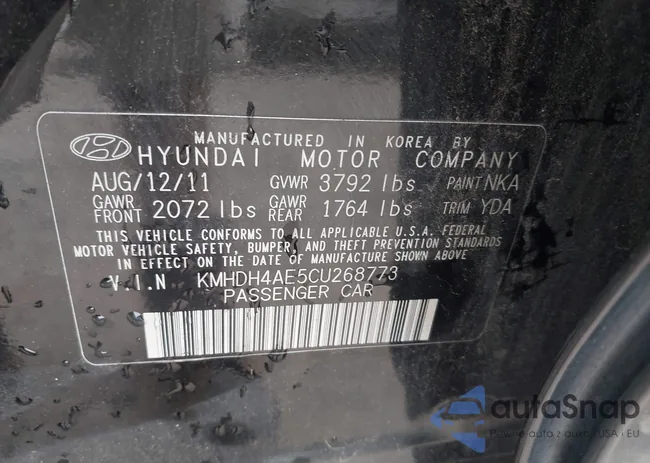 MANUFACTURED IN KOREA BY
HYUNDAI MOTOR COMPANY
AUG/12/11 GVWR 3792 lbs PAINT NKA
GAWR FRONT 2072 lbs GAWR REAR 1764 lbs TRIM YDA
THIS VEHICLE CONFORMS TO ALL APPLICABLE U.S.A. FEDERAL
MOTOR VEHICLE SAFETY, BUMPER, AND THEFT PREVENTION STANDARDS
IN EFFECT ON THE DATE OF MANUFACTURE SHOWN ABOVE.
V.I.N KMHDH4AE5CU268773
PASSENGER CAR
autoSnap